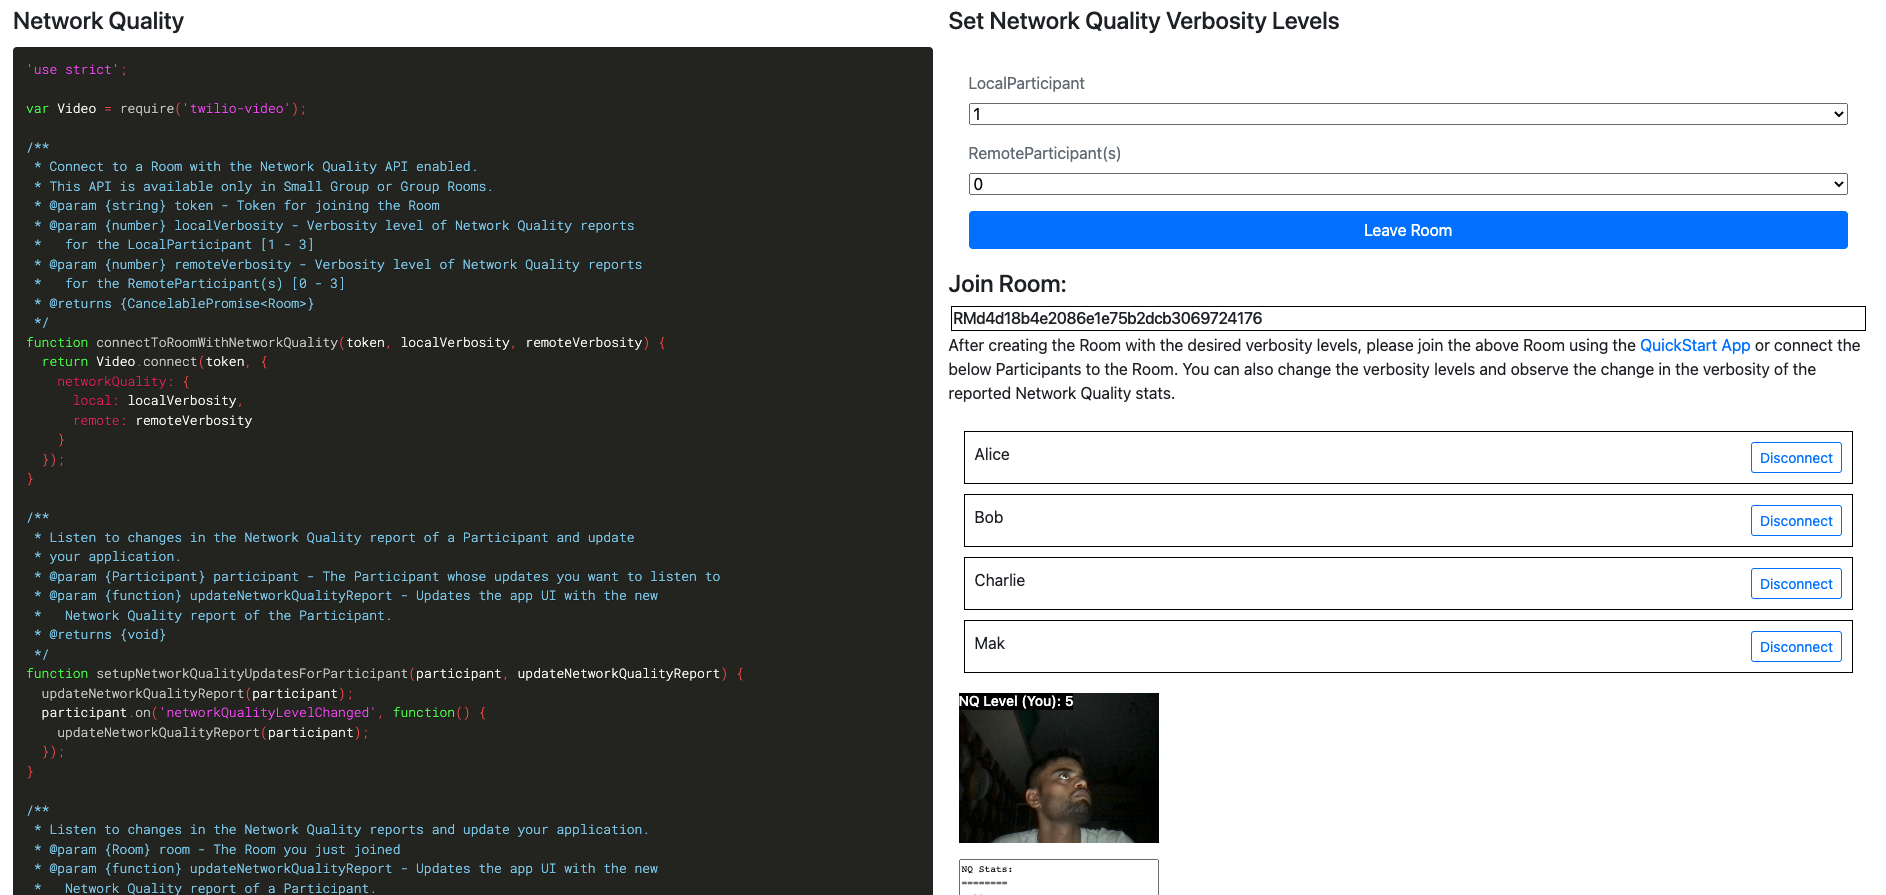 Network Quality
'use strict';
var Video = require('twilio-video');
/**
 * Connect to a Room with the Network Quality API enabled.
 * This API is available only in Small Group or Group Rooms.
 * @param {string} token - Token for joining the Room
 * @param {number} localVerbosity - Verbosity level of Network Quality reports
 *   for the LocalParticipant [1 - 3]
 * @param {number} remoteVerbosity - Verbosity level of Network Quality reports
 *   for the RemoteParticipant(s) [0 - 3]
 * @returns {CancelablePromise<Room>}
 */
function connectToRoomWithNetworkQuality(token, localVerbosity, remoteVerbosity) {
  return Video.connect(token, {
    networkQuality: {
      local: localVerbosity,
      remote: remoteVerbosity
    }
  });
}
/**
 * Listen to changes in the Network Quality report of a Participant and update
 * your application.
 * @param {Participant} participant - The Participant whose updates you want to listen to
 * @param {function} updateNetworkQualityReport - Updates the app UI with the new
 *   Network Quality report of the Participant.
 * @returns {void}
 */
function setupNetworkQualityUpdatesForParticipant(participant, updateNetworkQualityReport) {
  updateNetworkQualityReport(participant);
  participant.on('networkQualityLevelChanged', function() {
    updateNetworkQualityReport(participant);
  });
}
/**
 * Listen to changes in the Network Quality reports and update your application.
 * @param {Room} room - The Room you just joined
 * @param {function} updateNetworkQualityReport - Updates the app UI with the new
 *   Network Quality report of a Participant.
Set Network Quality Verbosity Levels
LocalParticipant
1
RemoteParticipant(s)
0
Leave Room
Join Room:
RMd4d18b4e2086e1e75b2dcb3069724176
After creating the Room with the desired verbosity levels, please join the above Room using the QuickStart App or connect the
below Participants to the Room. You can also change the verbosity levels and observe the change in the verbosity of the
reported Network Quality stats.
Alice
Disconnect
Bob
Disconnect
Charlie
Disconnect
Mak
Disconnect
NQ Level (You): 5
NQ Stats:
========